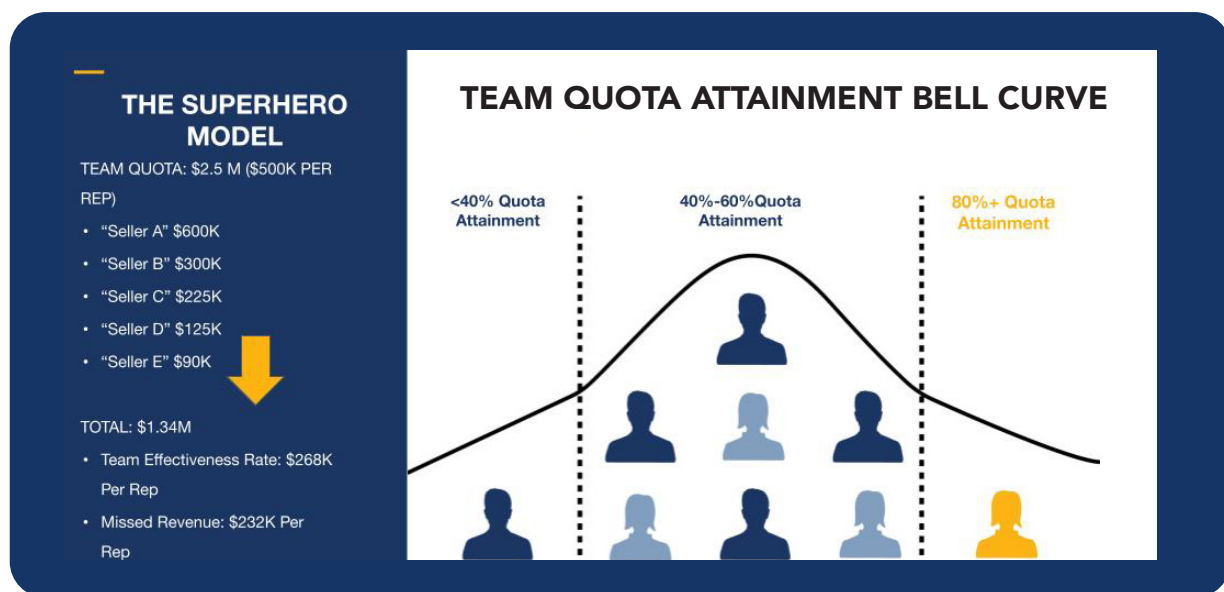 THE SUPERHERO
MODEL
TEAM QUOTA: $2.5 M ($500K PER
REP)
• “Seller A” $600K
• “Seller B” $300K
• “Seller C” $225K
• “Seller D” $125K
• “Seller E” $90K
TOTAL: $1.34M
• Team Effectiveness Rate: $268K
Per Rep
• Missed Revenue: $232K Per
Rep
TEAM QUOTA ATTAINMENT BELL CURVE
<40% Quota
Attainment
40%-60%Quota
Attainment
80%+ Quota
Attainment